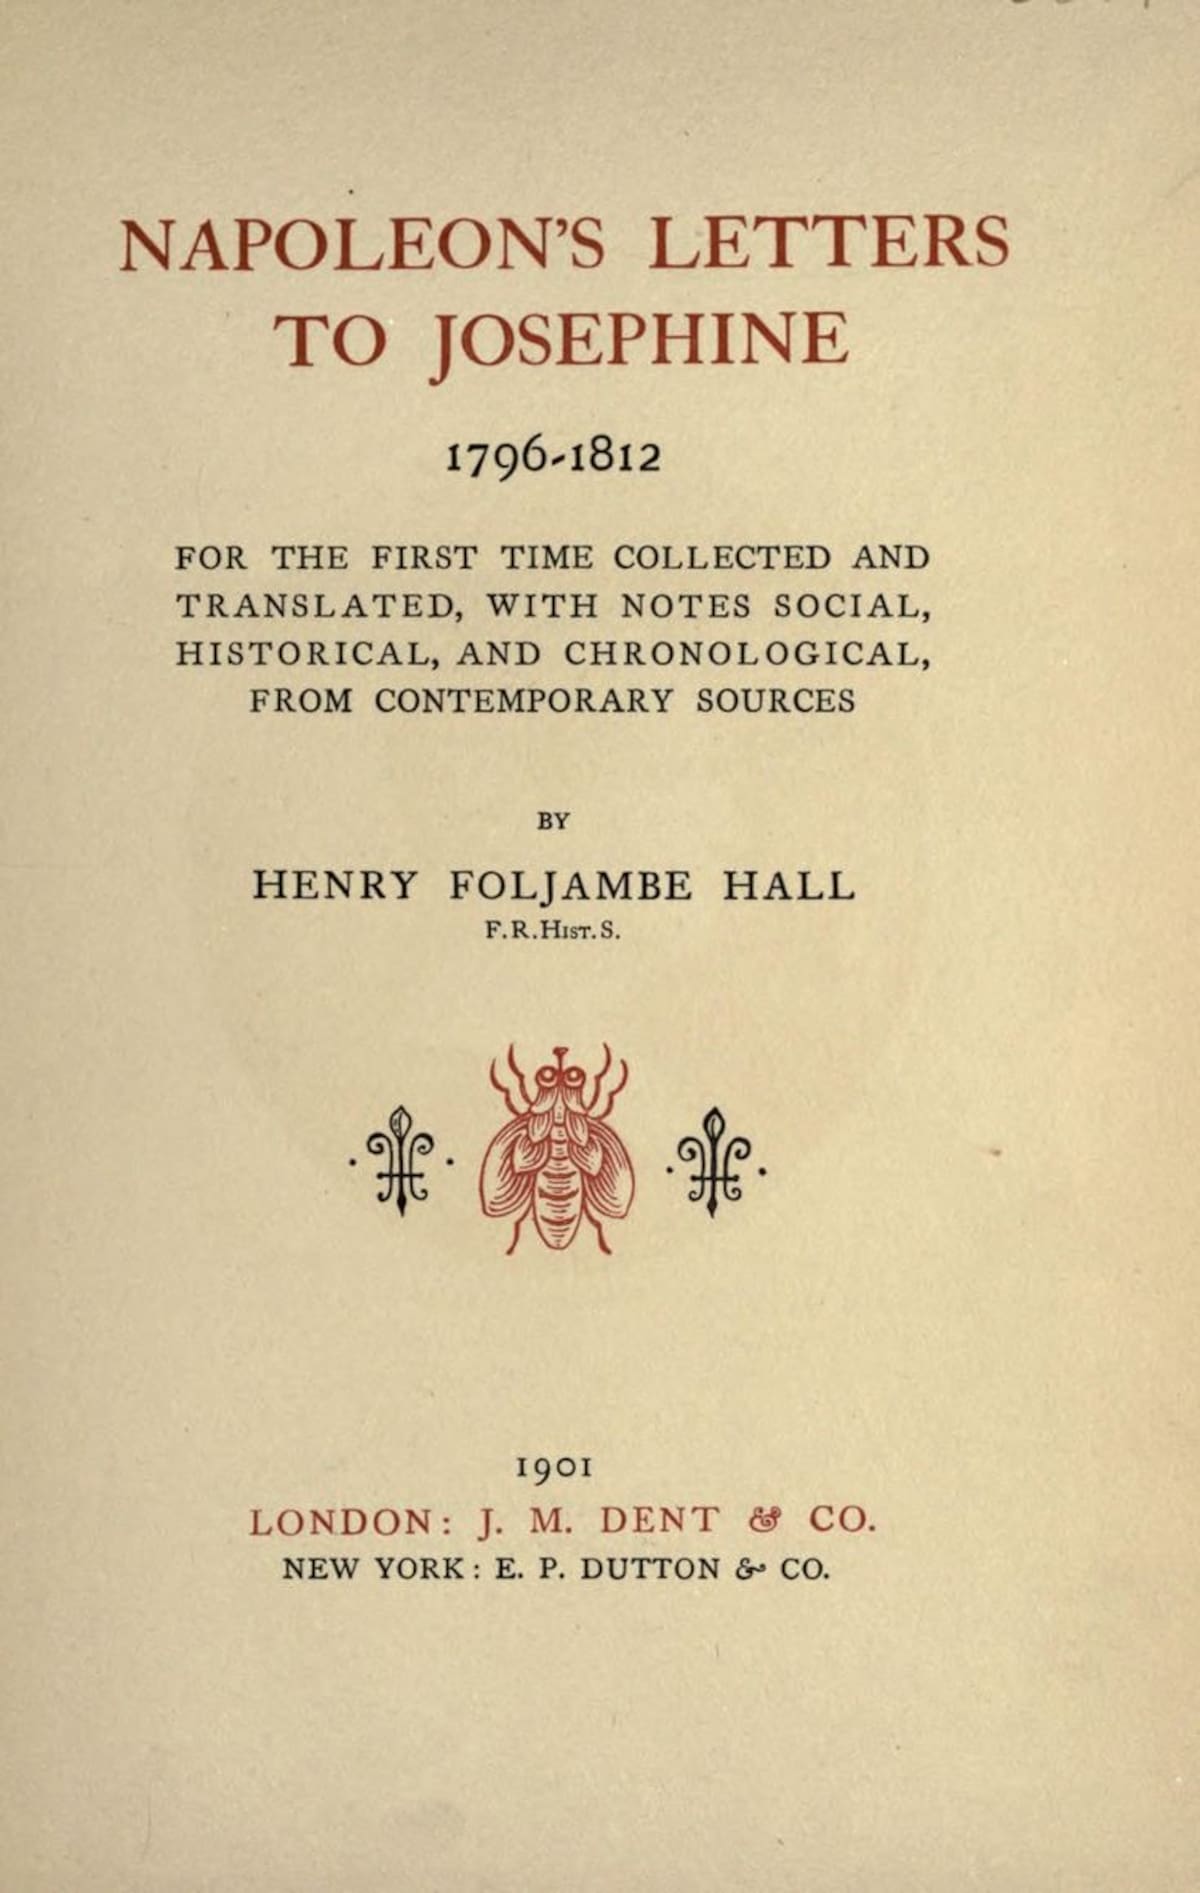 NAPOLEON'S LETTERS
TO JOSEPHINE
1796-1812
FOR THE FIRST TIME COLLECTED AND
TRANSLATED, WITH NOTES SOCIAL,
HISTORICAL, AND CHRONOLOGICAL,
FROM CONTEMPORARY SOURCES
BY
HENRY FOLJAMBE HALL
F.R.HIST.S.
1901
LONDON: J. M. DENT & CO.
NEW YORK: E. P. DUTTON & CO.